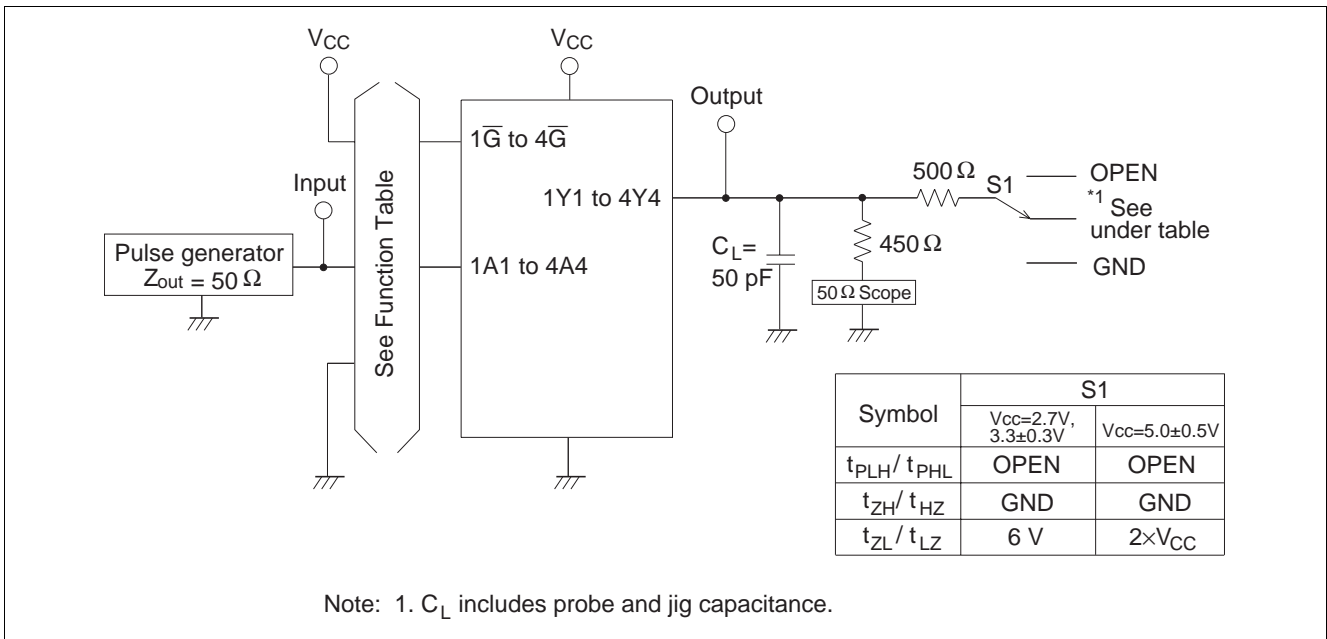 VCC
VCC
Output
1G̅ to 4G̅
Input
500 Ω
S1
OPEN
*1 See
under table
GND
1Y1 to 4Y4
See Function Table
Pulse generator
Zout = 50 Ω
CL=
50 pF
450 Ω
1A1 to 4A4
50 Ω Scope
Symbol
S1
Vcc=2.7V,
3.3±0.3V
Vcc=5.0±0.5V
tPLH / tPHL OPEN OPEN
tZH / tHZ GND GND
tZL / tLZ 6 V 2×VCC
Note: 1. CL includes probe and jig capacitance.